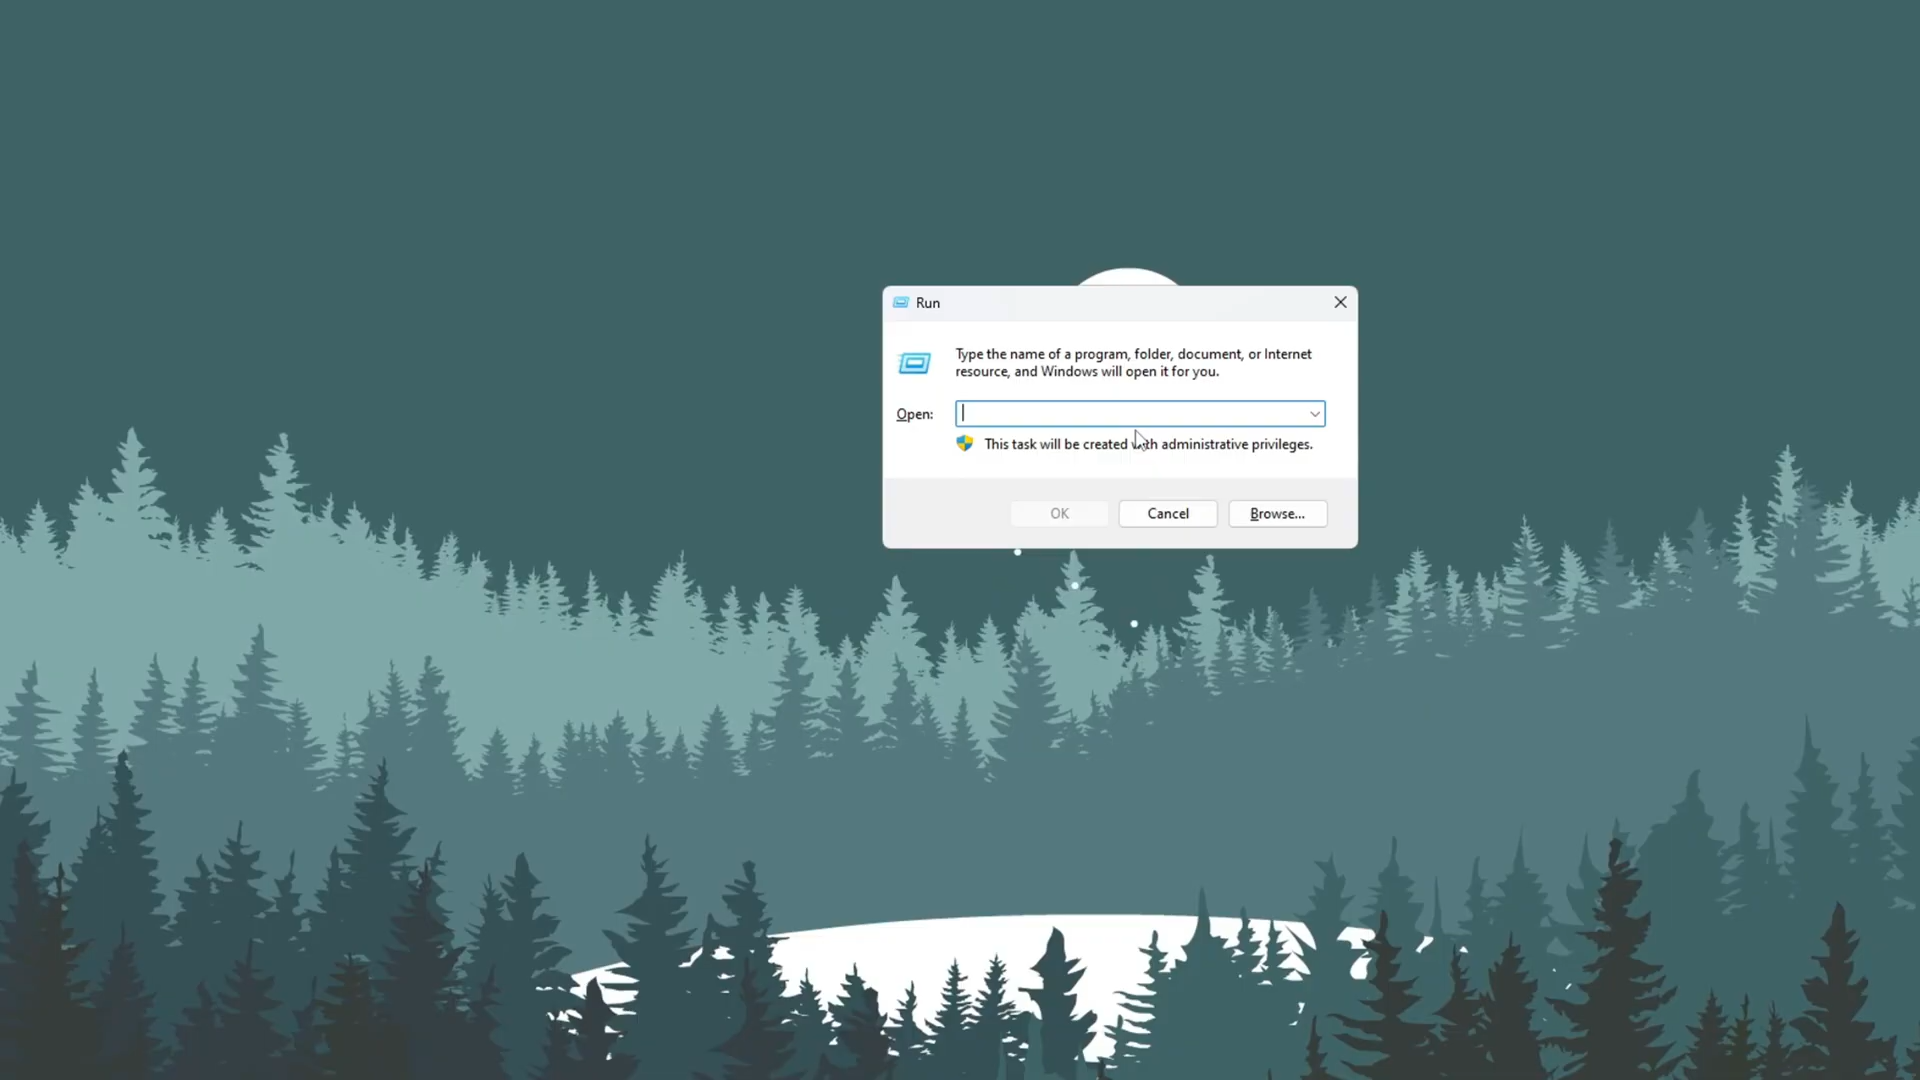 Run
Type the name of a program, folder, document, or Internet
resource, and Windows will open it for you.
Open:
This task will be created with administrative privileges.
OK
Cancel
Browse...